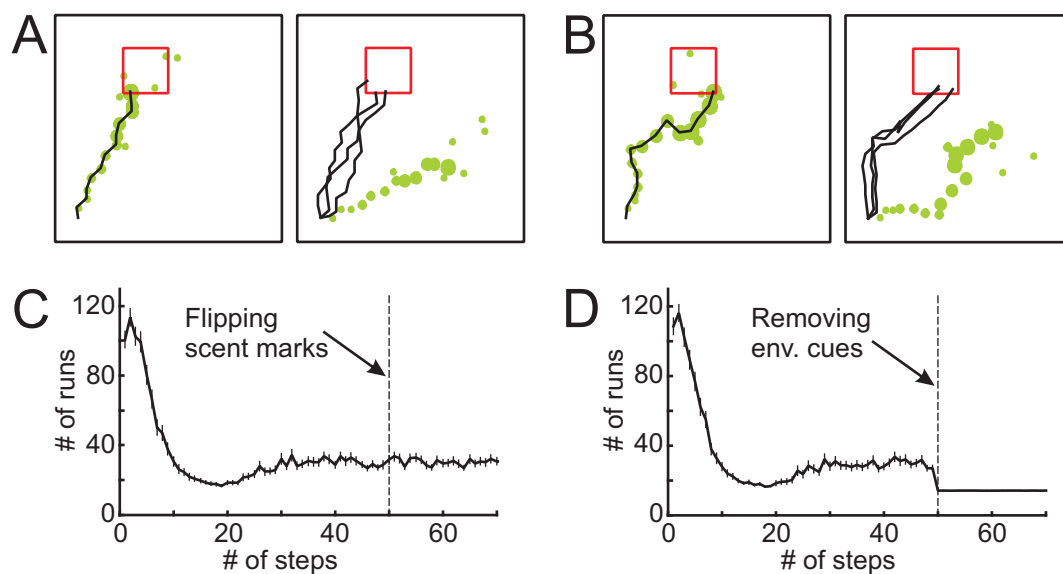 A
B
C
# of runs
120
80
40
0
Flipping
scent marks
0 20 40 60
# of steps
D
# of runs
120
80
40
0
Removing
env. cues
0 20 40 60
# of steps